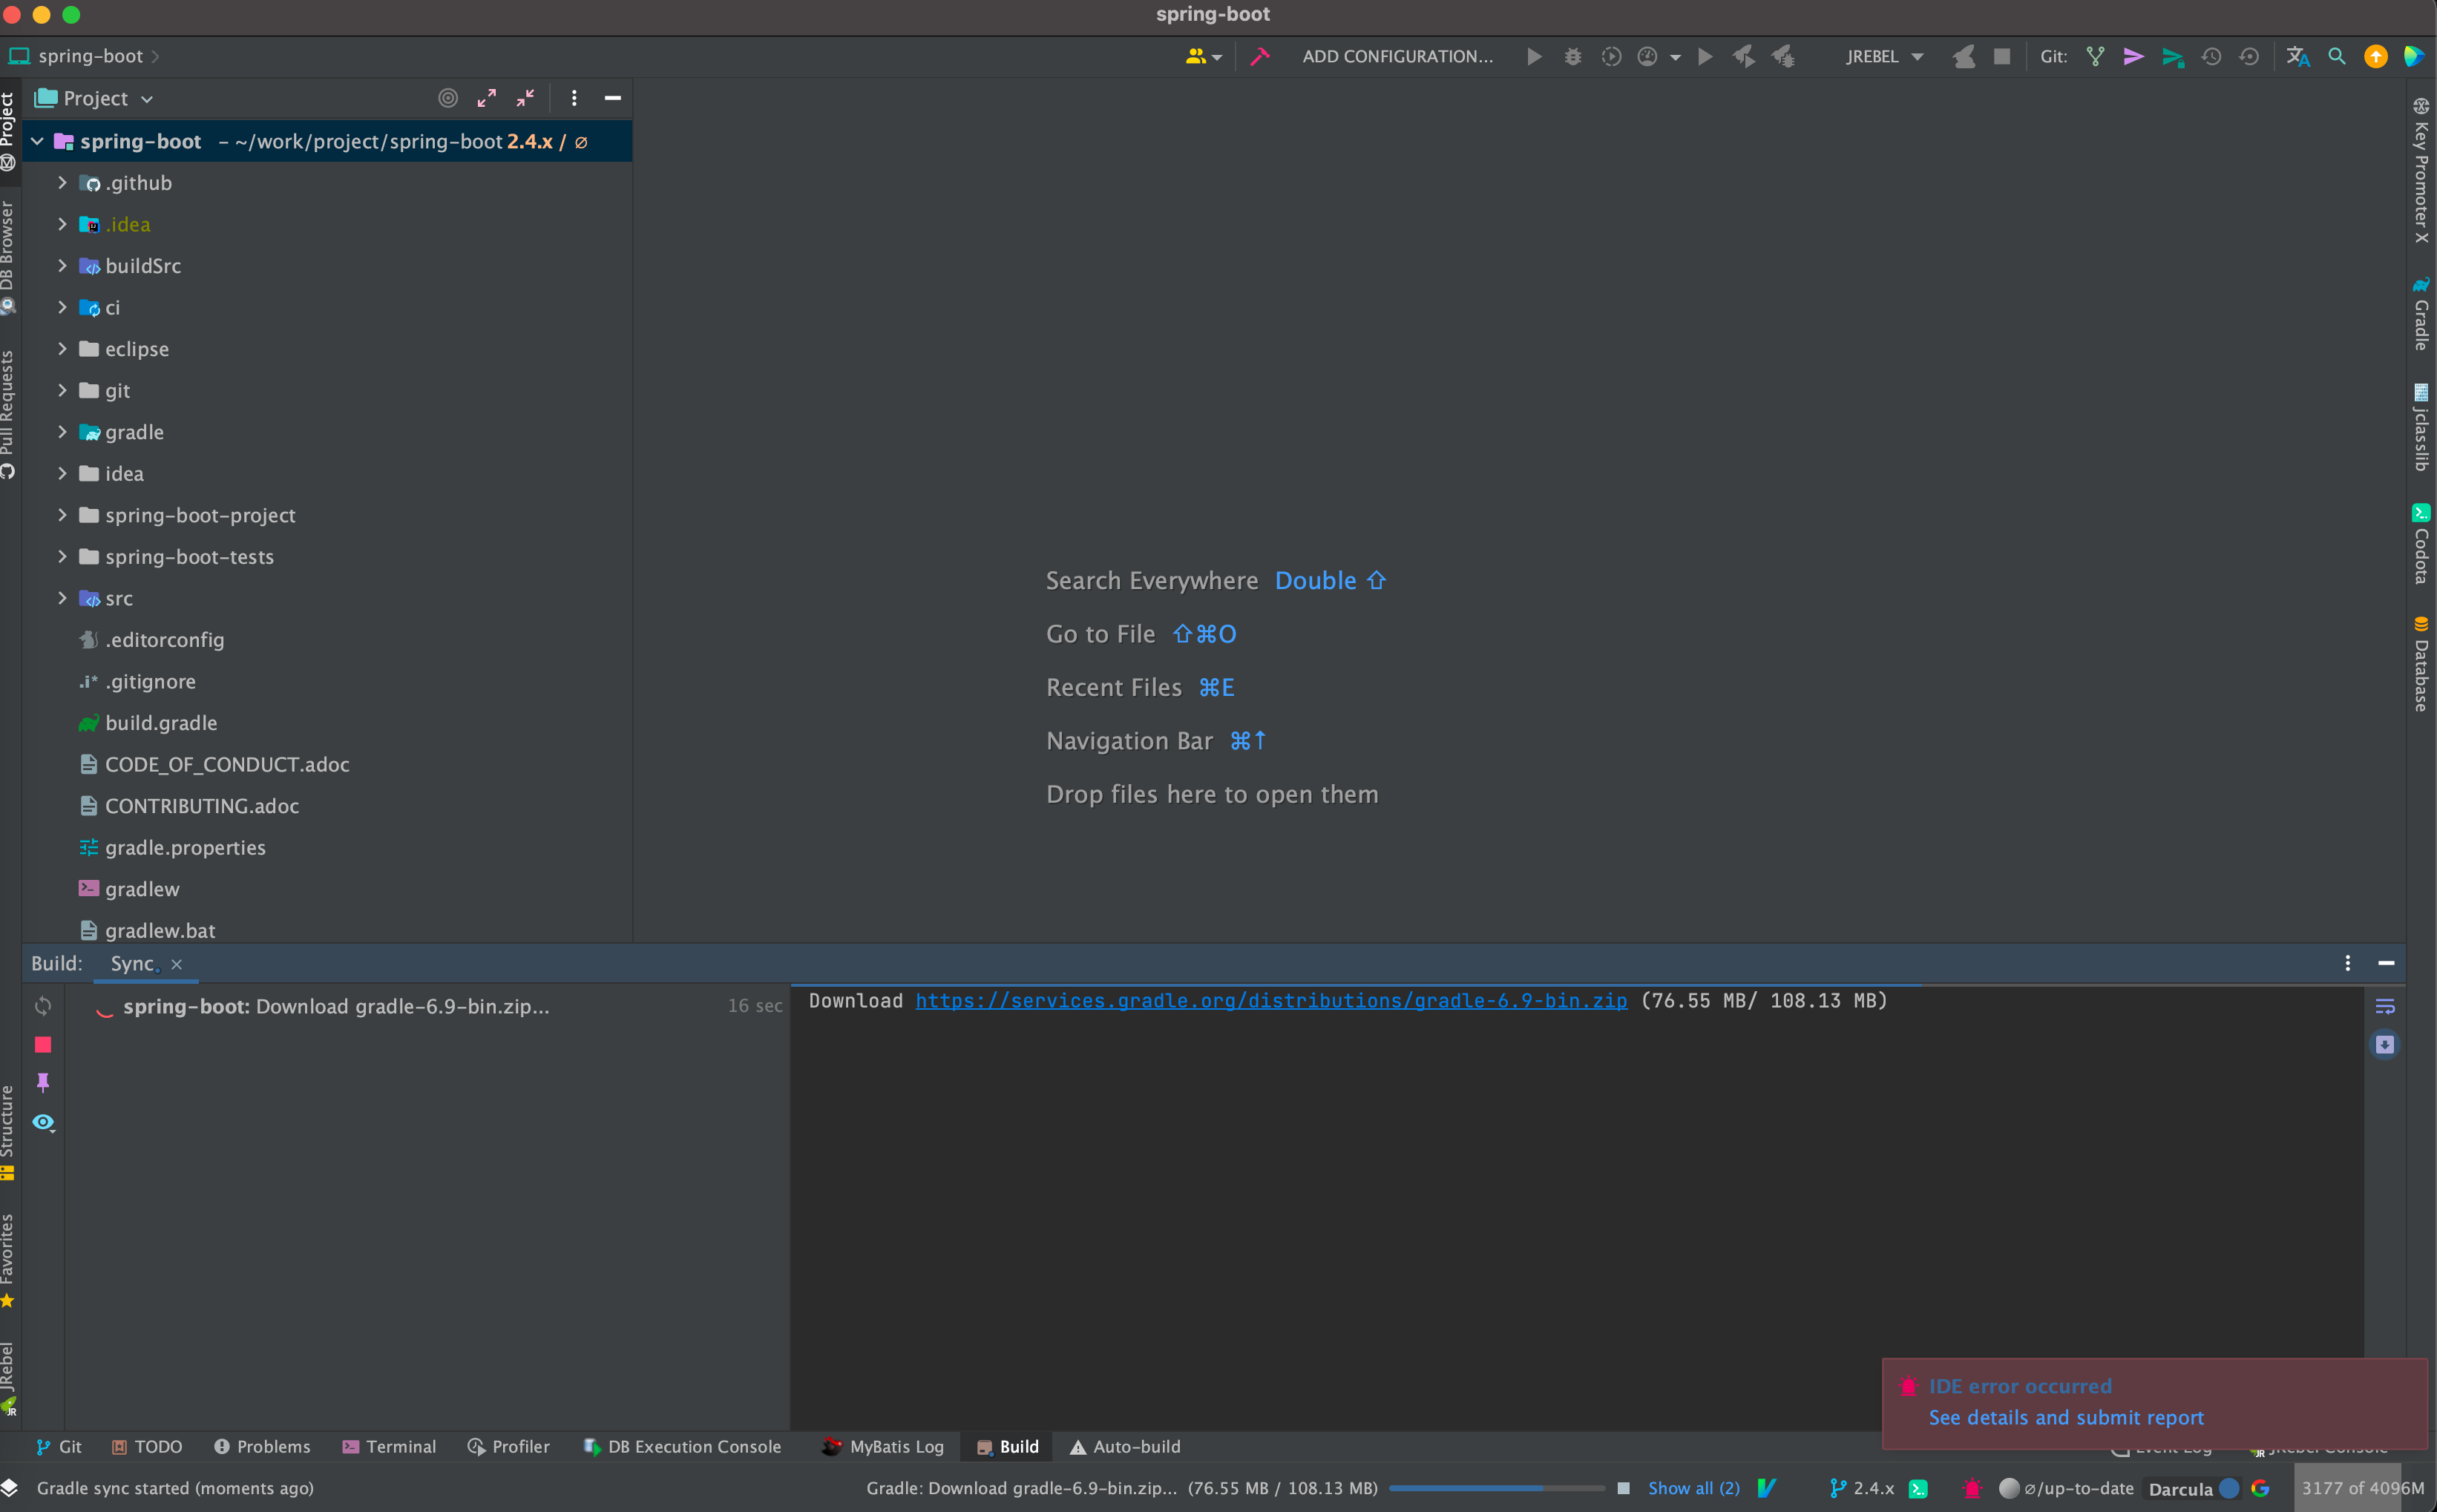 spring-boot
spring-boot
ADD CONFIGURATION...
JREBEL
Git:
Project
spring-boot – ~/work/project/spring-boot 2.4.x / ∅
.github
.idea
buildSrc
ci
eclipse
git
gradle
idea
spring-boot-project
spring-boot-tests
src
.editorconfig
.gitignore
build.gradle
CODE_OF_CONDUCT.adoc
CONTRIBUTING.adoc
gradle.properties
gradlew
gradlew.bat
Project
DB Browser
Pull Requests
Structure
Favorites
JRebel
Search Everywhere Double ⇧
Go to File ⇧⌘O
Recent Files ⌘E
Navigation Bar ⌘↑
Drop files here to open them
Key Promoter X
Gradle
jclasslib
Codota
Database
Build:
Sync
spring-boot: Download gradle-6.9-bin.zip...
16 sec
Download https://services.gradle.org/distributions/gradle-6.9-bin.zip (76.55 MB/ 108.13 MB)
IDE error occurred
See details and submit report
Git
TODO
Problems
Terminal
Profiler
DB Execution Console
MyBatis Log
Build
Auto-build
Event Log
JRebel Console
Gradle sync started (moments ago)
Gradle: Download gradle-6.9-bin.zip... (76.55 MB / 108.13 MB)
Show all (2)
2.4.x
∅/up-to-date
Darcula
3177 of 4096M